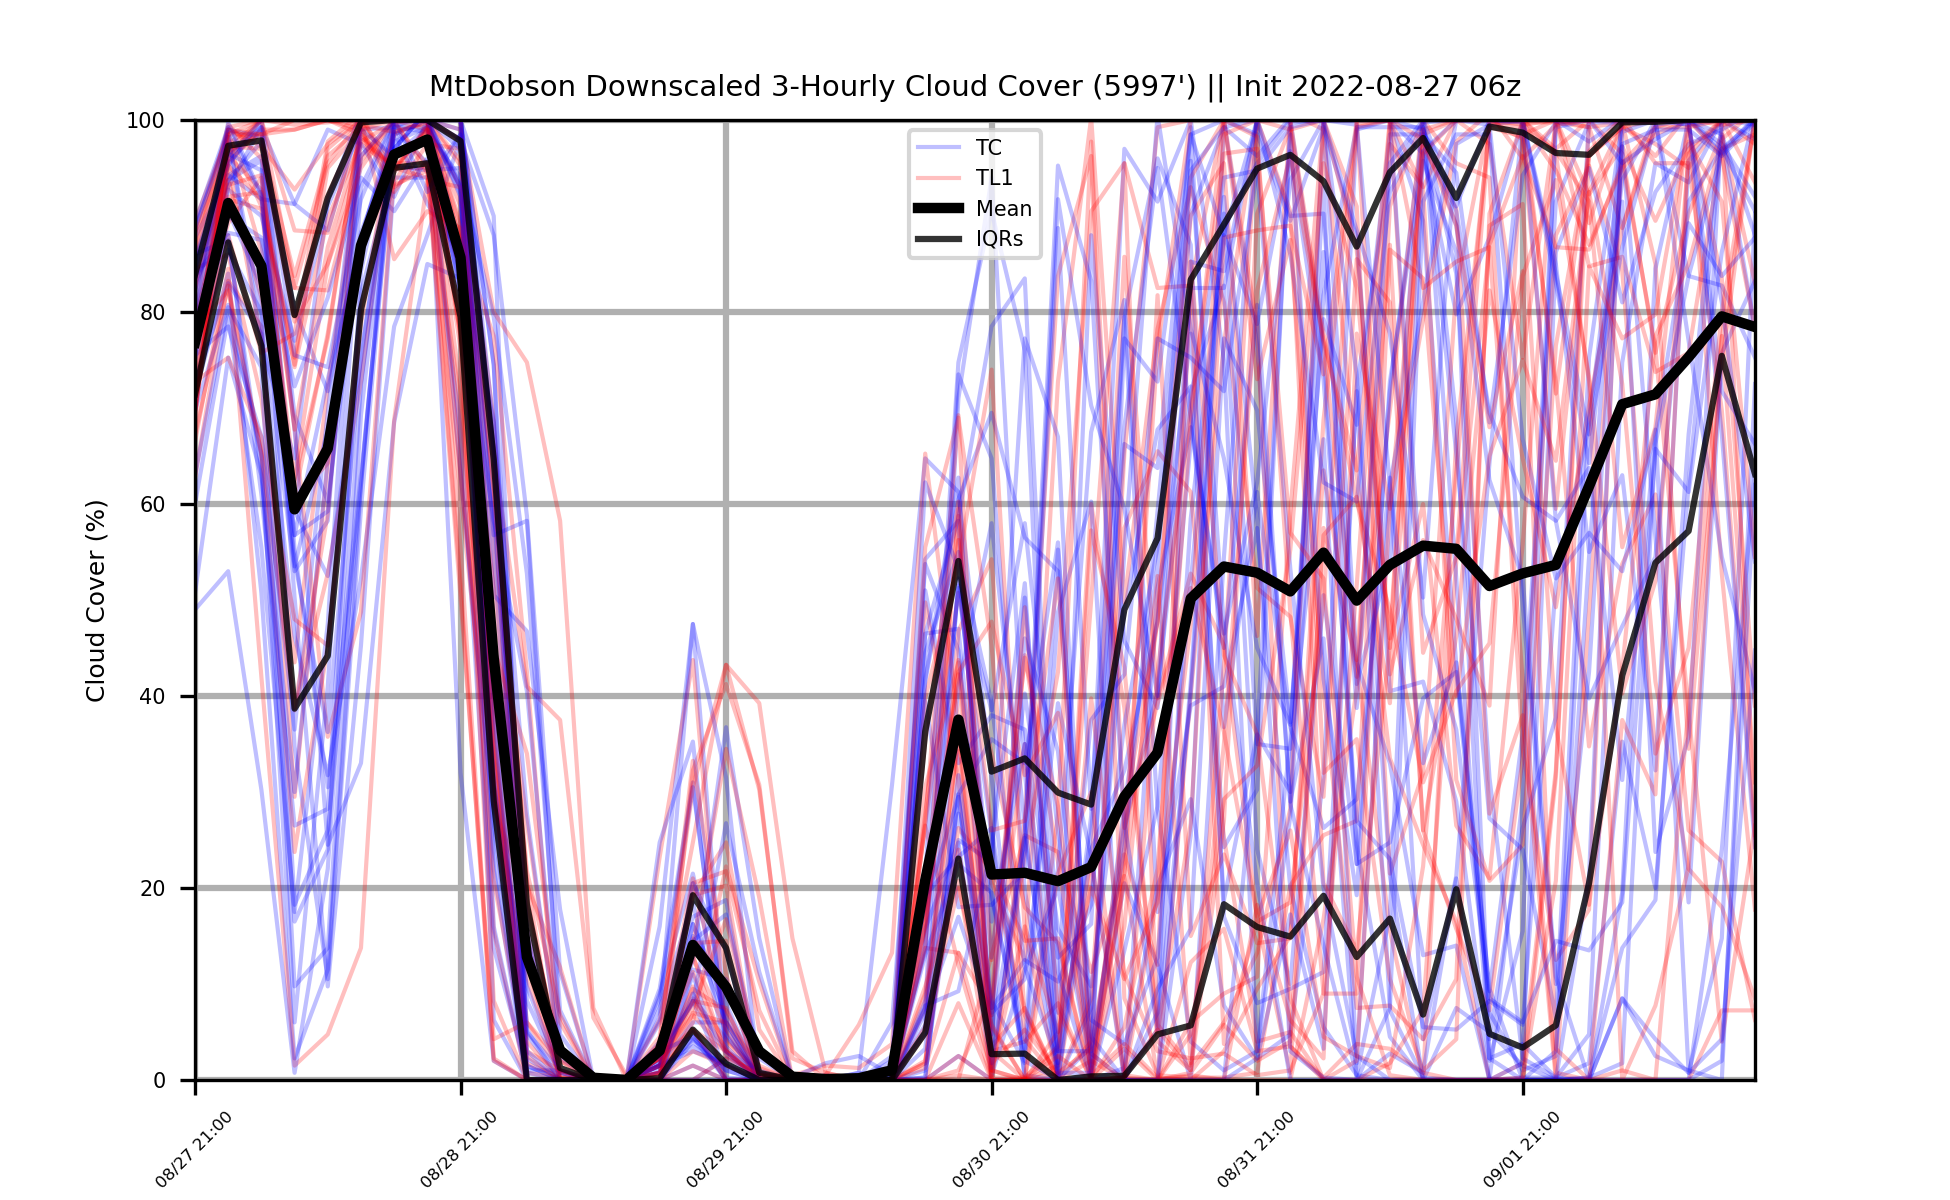 MtDobson Downscaled 3-Hourly Cloud Cover (5997') || Init 2022-08-27 06z
TC
TL1
Mean
IQRs
Cloud Cover (%)
100
80
60
40
20
0
08/27 21:00
08/28 21:00
08/29 21:00
08/30 21:00
08/31 21:00
09/01 21:00